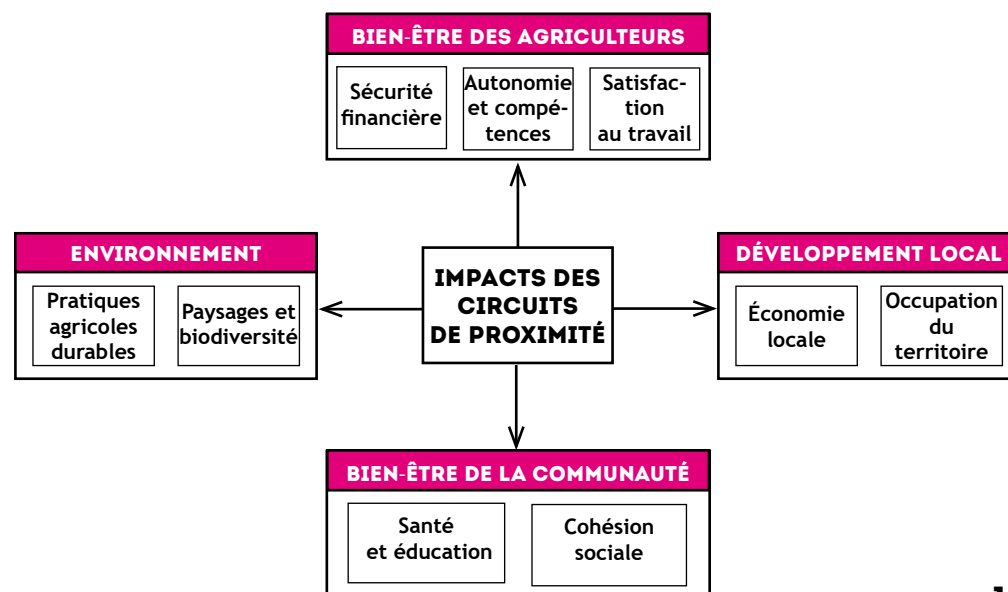 BIEN-ÊTRE DES AGRICULTEURS
Sécurité
financière
Autonomie
et compé-
tences
Satisfac-
tion
au travail
ENVIRONNEMENT
Pratiques
agricoles
durables
Paysages et
biodiversité
IMPACTS DES
CIRCUITS
DE PROXIMITÉ
DÉVELOPPEMENT LOCAL
Économie
locale
Occupation
du
territoire
BIEN-ÊTRE DE LA COMMUNAUTÉ
Santé
et éducation
Cohésion
sociale